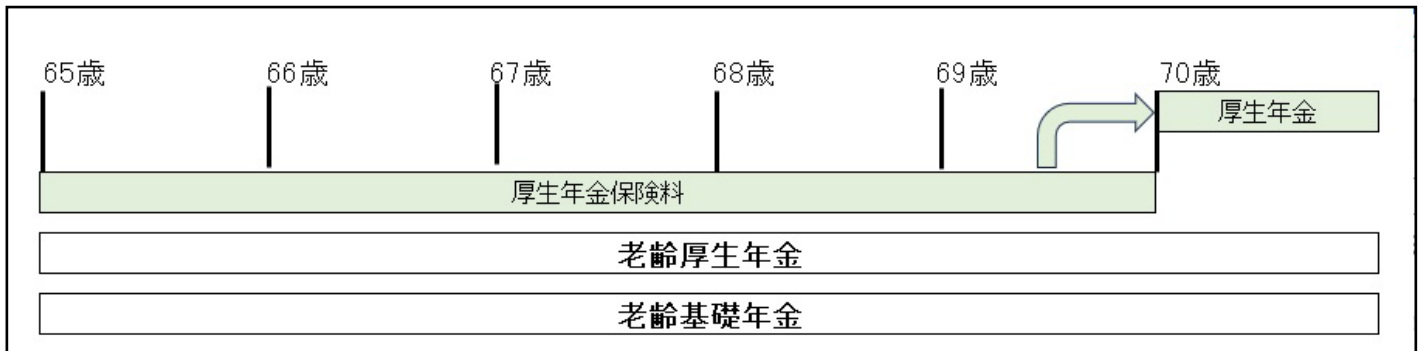 65歳 66歳 67歳 68歳 69歳 70歳
厚生年金
厚生年金保険料
老齢厚生年金
老齢基礎年金